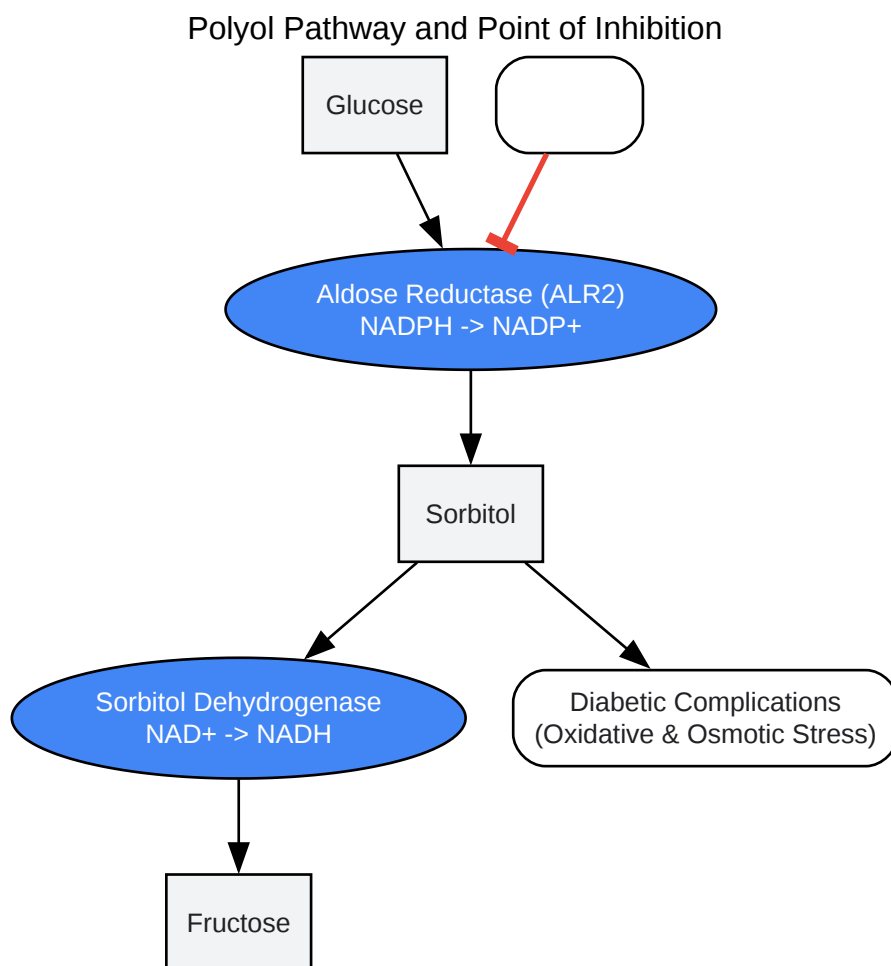 Polyol Pathway and Point of Inhibition
Glucose
Aldose Reductase (ALR2)
NADPH -> NADP+
Sorbitol
Sorbitol Dehydrogenase
NAD+ -> NADH
Diabetic Complications
(Oxidative & Osmotic Stress)
Fructose